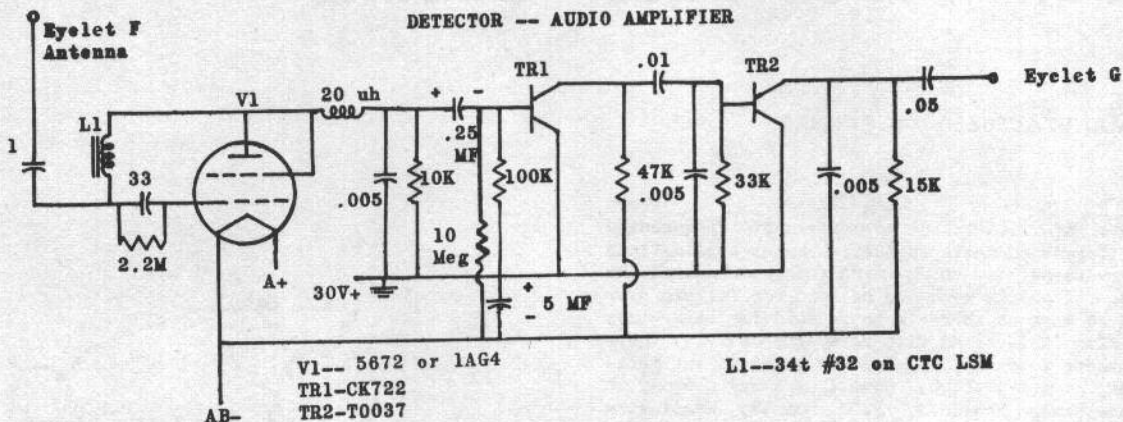 DETECTOR -- AUDIO AMPLIFIER
Eyelet F
Antenna
L1
1
33
2.2M
V1
20 uh
+ -
.25
MF
.005
10K
100K
10
Meg
TR1
.01
TR2
47K
.005
33K
.005
15K
.05
Eyelet G
A+
30V+
+
-
5 MF
AB-
V1-- 5672 or 1AG4
TR1-CK722
TR2-T0037
L1--34t #32 on CTC LSM